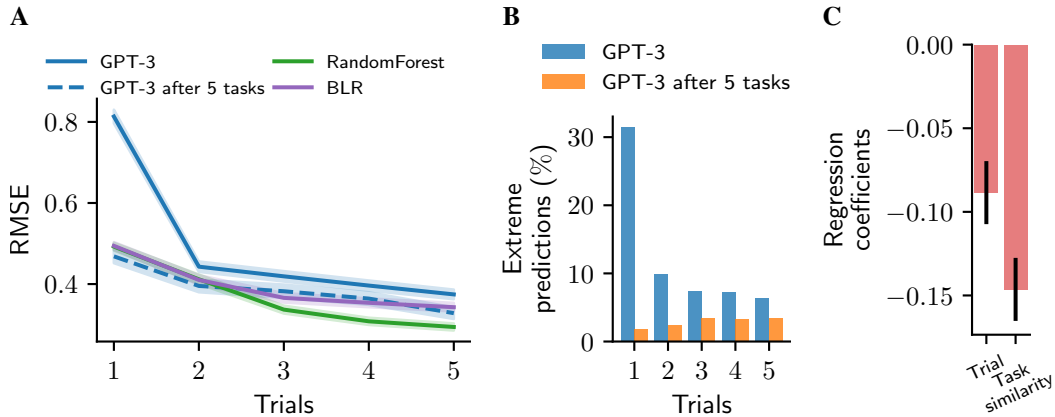 A
GPT-3
GPT-3 after 5 tasks
RandomForest
BLR
RMSE
0.8
0.6
0.4
1 2 3 4 5
Trials
B
GPT-3
GPT-3 after 5 tasks
Extreme
predictions (%)
30
20
10
0
1 2 3 4 5
Trials
C
Regression
coefficients
0.00
−0.05
−0.10
−0.15
Trial
Task
similarity